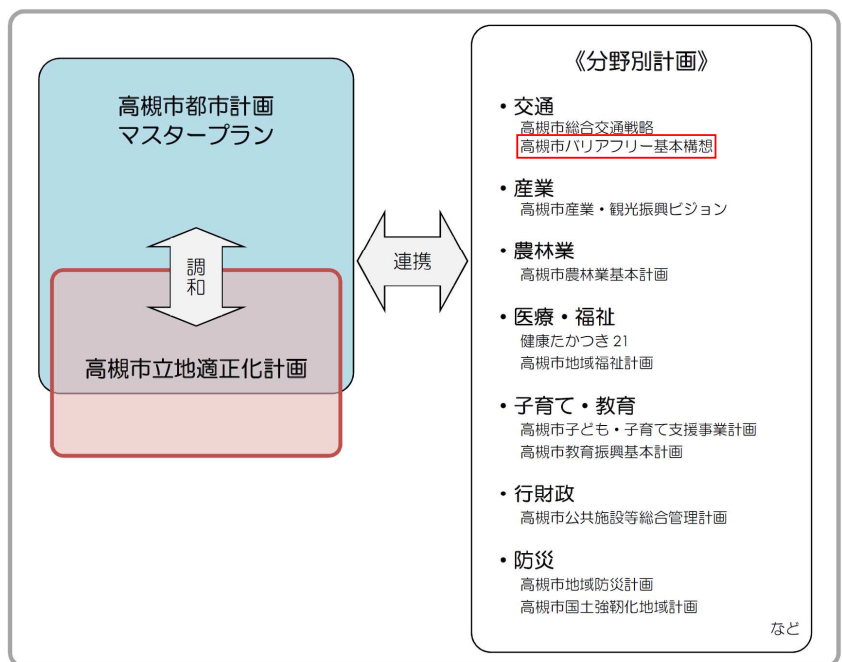 高槻市都市計画
マスタープラン
調
和
高槻市立地適正化計画
連携
《分野別計画》
・交通
高槻市総合交通戦略
高槻市バリアフリー基本構想
・産業
高槻市産業・観光振興ビジョン
・農林業
高槻市農林業基本計画
・医療・福祉
健康たかつき 21
高槻市地域福祉計画
・子育て・教育
高槻市子ども・子育て支援事業計画
高槻市教育振興基本計画
・行財政
高槻市公共施設等総合管理計画
・防災
高槻市地域防災計画
高槻市国土強靭化地域計画
など